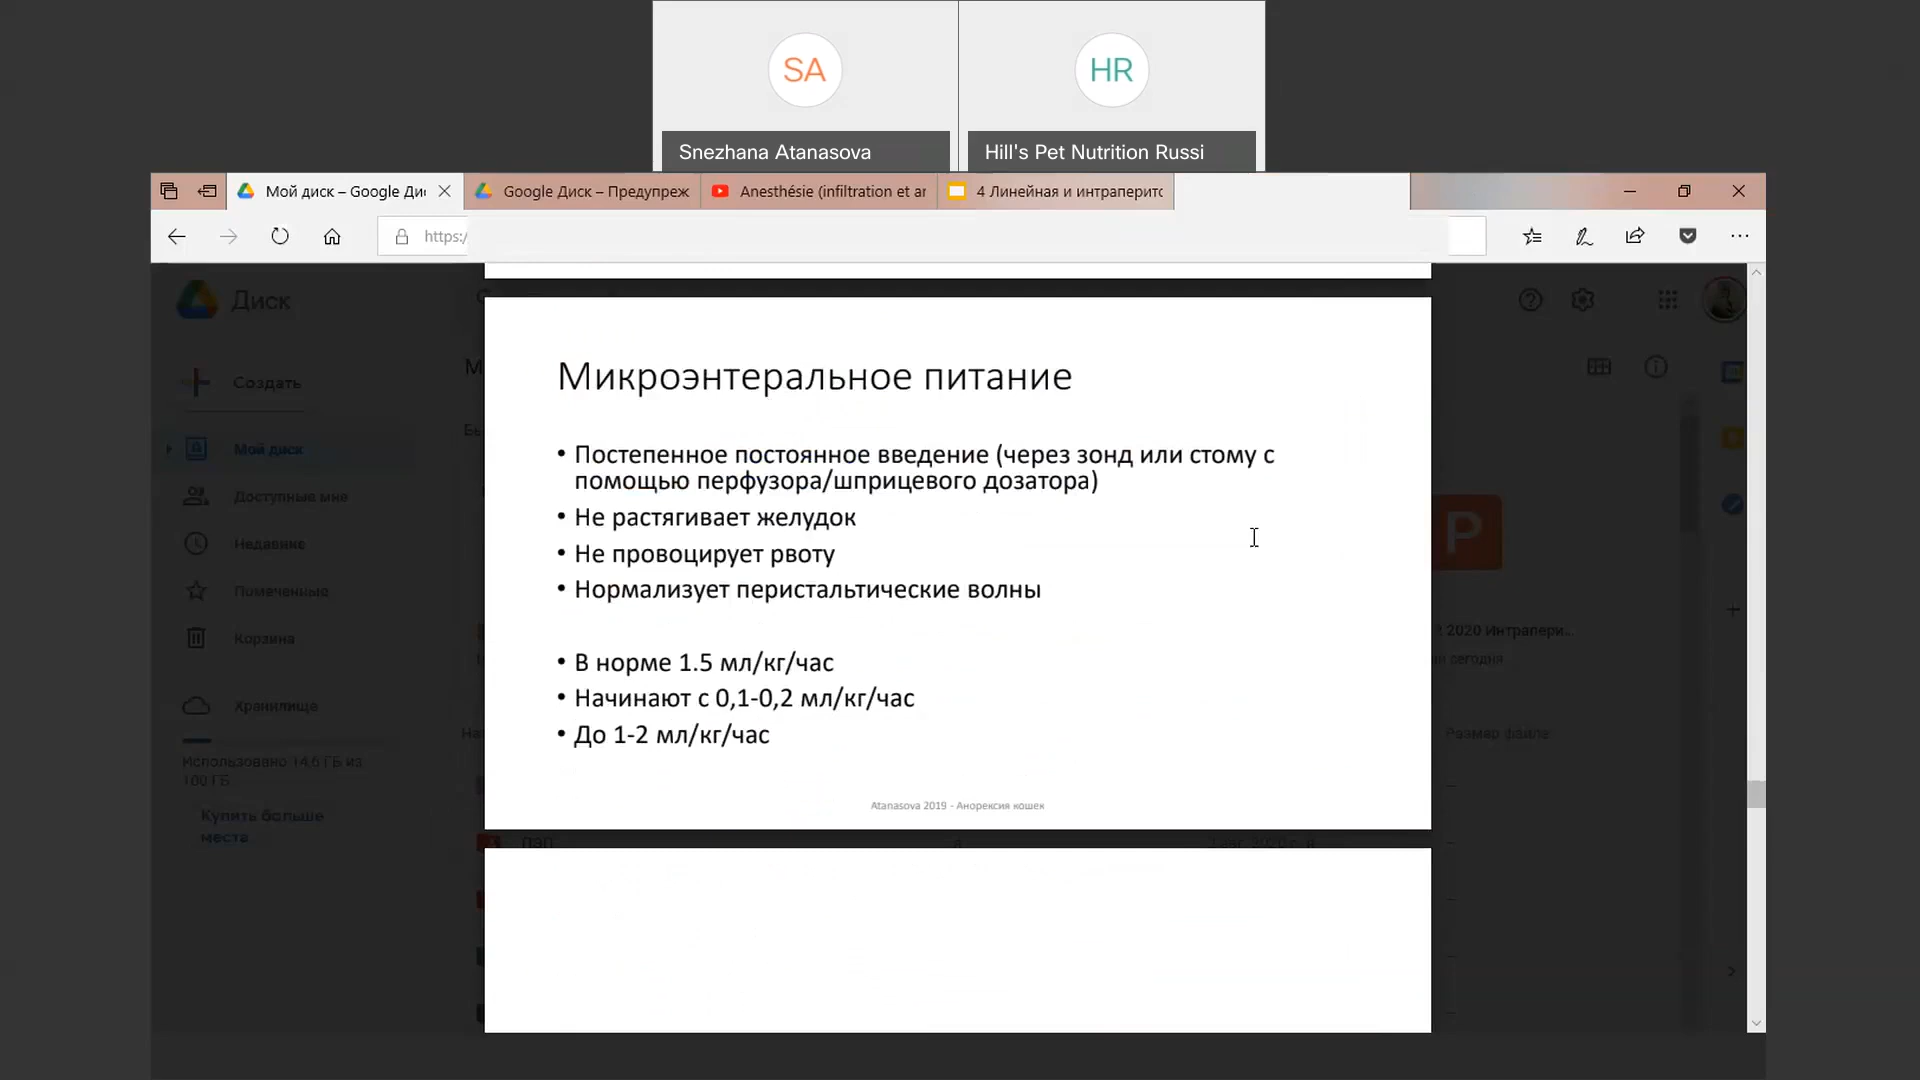 SA
HR
Snezhana Atanasova
Hill's Pet Nutrition Russi
Мой диск – Google Ди
Google Диск – Предупреж
Anesthésie (infiltration et ar
4 Линейная и интраперитс
https:/
Диск
Создать
Мой диск
Доступные мне
Недавние
Помеченные
Корзина
Хранилище
Использовано 14,6 ГБ из
100 ГБ
Купить больше
места
Микроэнтеральное питание
• Постепенное постоянное введение (через зонд или стому с
помощью перфузора/шприцевого дозатора)
• Не растягивает желудок
• Не провоцирует рвоту
• Нормализует перистальтические волны
• В норме 1.5 мл/кг/час
• Начинают с 0,1-0,2 мл/кг/час
• До 1-2 мл/кг/час
Atanasova 2019 - Анорексия кошек
P
2020 Интрапери...
сегодня
Размер файла